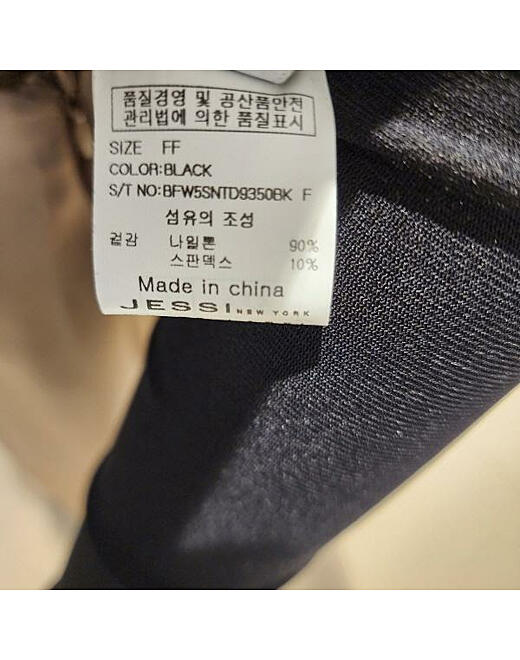 품질경영 및 공산품안전
관리법에 의한 품질표시
SIZE FF
COLOR:BLACK
S/T NO:BFW5SNTD9350BK F
섬유의 조성
겉감 나일론 90%
스판덱스 10%
Made in china
JESSI NEW YORK